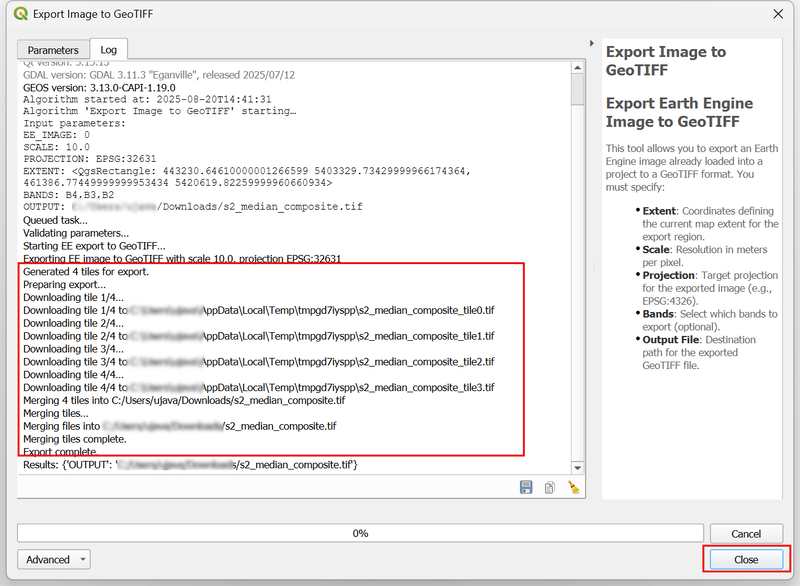 Export Image to GeoTIFF
Parameters
Log
Qt version: 5.15.13
GDAL version: GDAL 3.11.3 "Eganville", released 2025/07/12
GEOS version: 3.13.0-CAPI-1.19.0
Algorithm started at: 2025-08-20T14:41:31
Algorithm 'Export Image to GeoTIFF' starting…
Input parameters:
EE_IMAGE: 0
SCALE: 10.0
PROJECTION: EPSG:32631
EXTENT: <QgsRectangle: 443230.64610000001266599 5403329.73429999966174364,
461386.77449999999953434 5420619.82259999960660934>
BANDS: B4,B3,B2
OUTPUT: /Downloads/s2_median_composite.tif
Queued task...
Validating parameters...
Starting EE export to GeoTIFF...
Exporting EE image to GeoTIFF with scale 10.0, projection EPSG:32631
Generated 4 tiles for export.
Preparing export...
Downloading tile 1/4...
Downloading tile 1/4 to AppData\Local\Temp\tmpgd7iyspp\s2_median_composite_tile0.tif
Downloading tile 2/4...
Downloading tile 2/4 to AppData\Local\Temp\tmpgd7iyspp\s2_median_composite_tile1.tif
Downloading tile 3/4...
Downloading tile 3/4 to AppData\Local\Temp\tmpgd7iyspp\s2_median_composite_tile2.tif
Downloading tile 4/4...
Downloading tile 4/4 to AppData\Local\Temp\tmpgd7iyspp\s2_median_composite_tile3.tif
Merging 4 tiles into C:/Users/ujava/Downloads/s2_median_composite.tif
Merging tiles...
Merging files into /s2_median_composite.tif
Merging tiles complete.
Export complete.
Results: {'OUTPUT': '/s2_median_composite.tif'}
0%
Cancel
Advanced
Close
Export Image to
GeoTIFF
Export Earth Engine
Image to GeoTIFF
This tool allows you to export an Earth
Engine image already loaded into a
project to a GeoTIFF format. You
must specify:
• Extent: Coordinates defining
the current map extent for the
export region.
• Scale: Resolution in meters
per pixel.
• Projection: Target projection
for the exported image (e.g.,
EPSG:4326).
• Bands: Select which bands to
export (optional).
• Output File: Destination
path for the exported
GeoTIFF file.